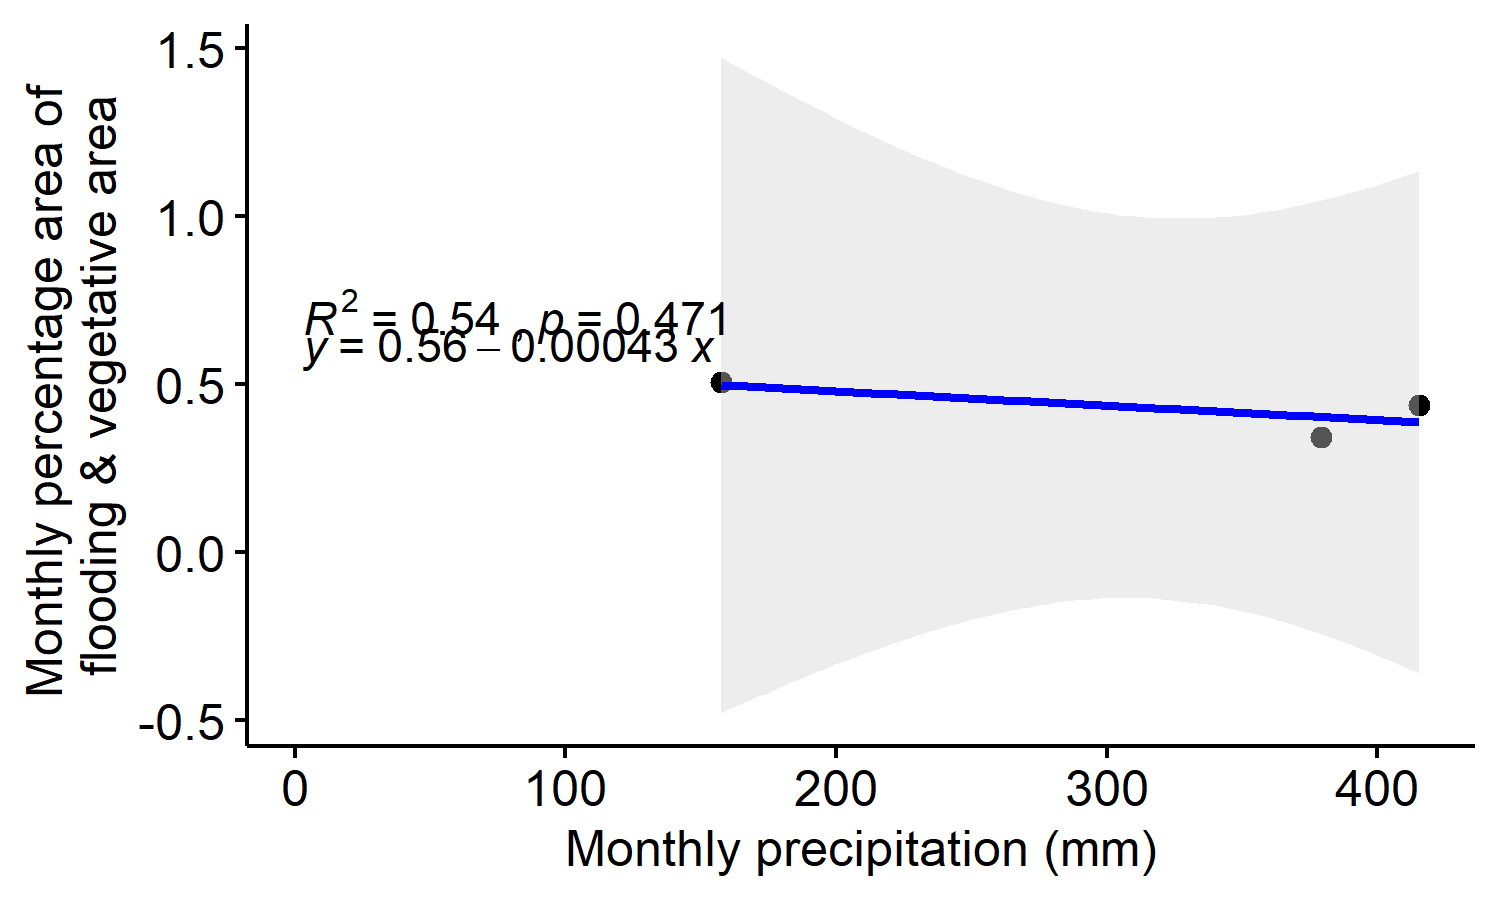 Monthly percentage area of
flooding & vegetative area
1.5
1.0
0.5
0.0
-0.5
R² = 0.54 , p = 0.471
y = 0.56 – 0.00043 x
0 100 200 300 400
Monthly precipitation (mm)